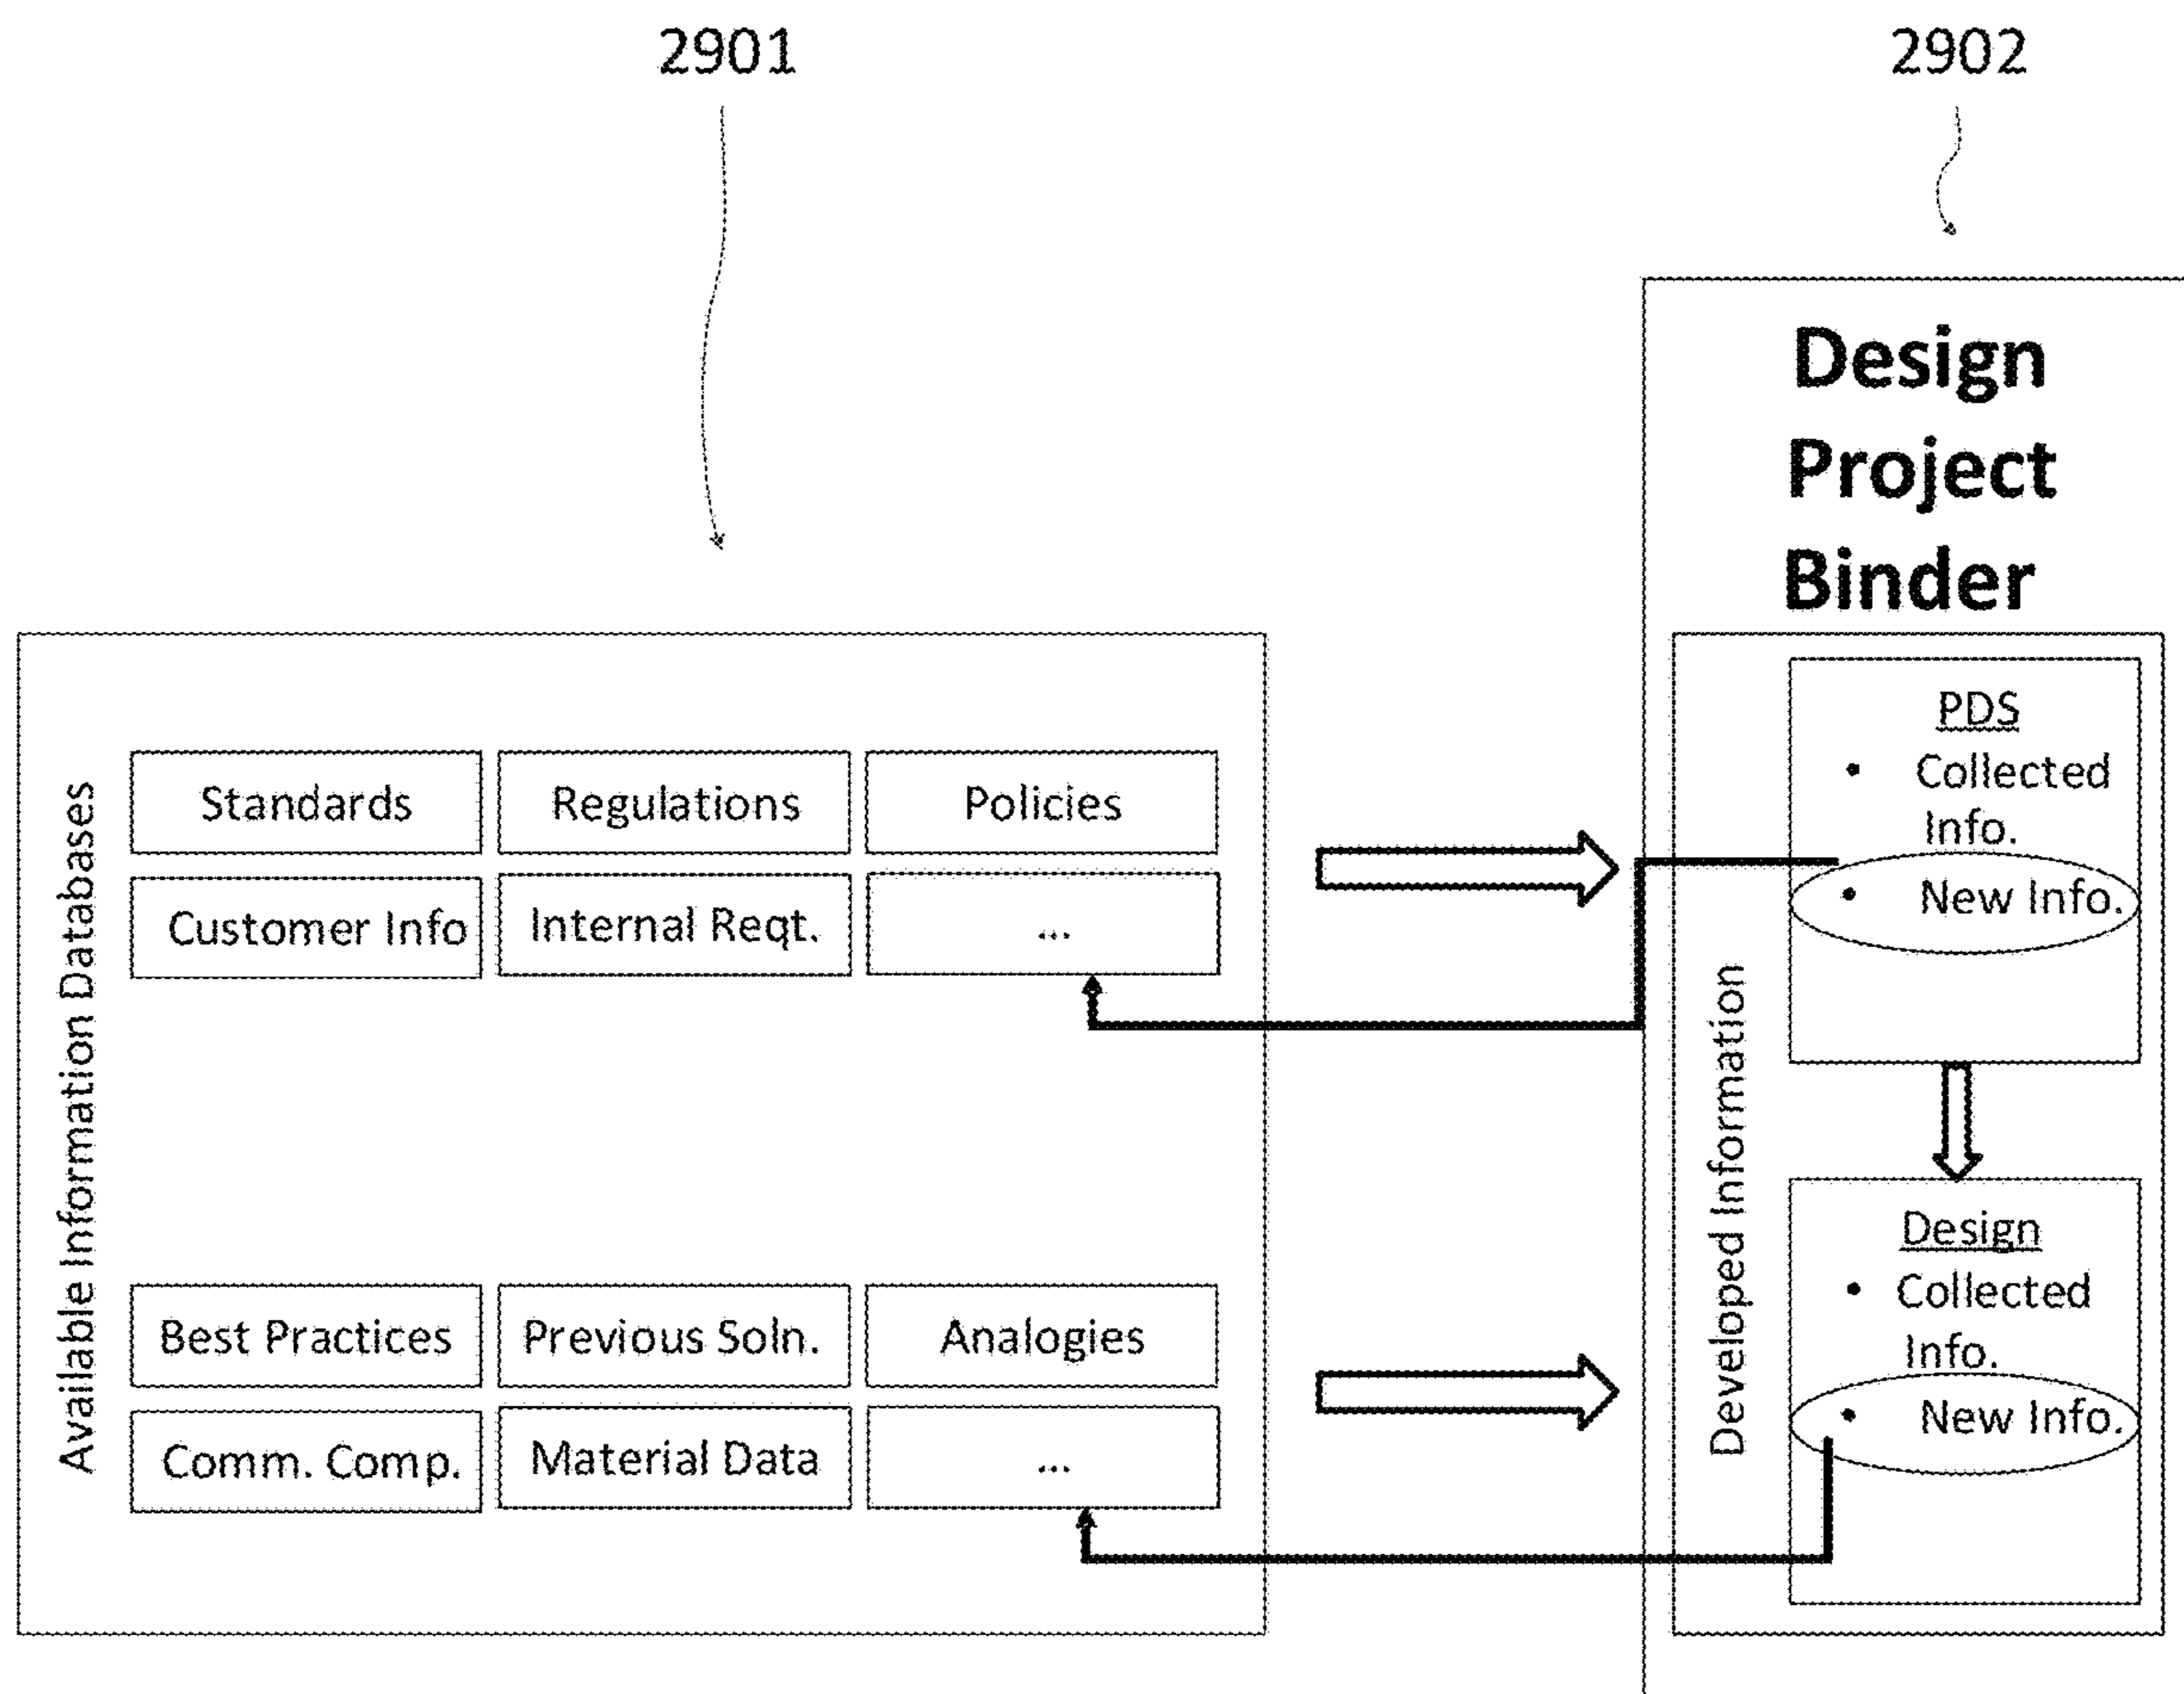 2901
2902
Design
Project
Binder
Available Information Databases
Standards
Regulations
Policies
Customer Info
Internal Reqt.
...
Best Practices
Previous Soln.
Analogies
Comm. Comp.
Material Data
...
Developed Information
PDS
• Collected
Info.
• New Info.
Design
• Collected
Info.
• New Info.